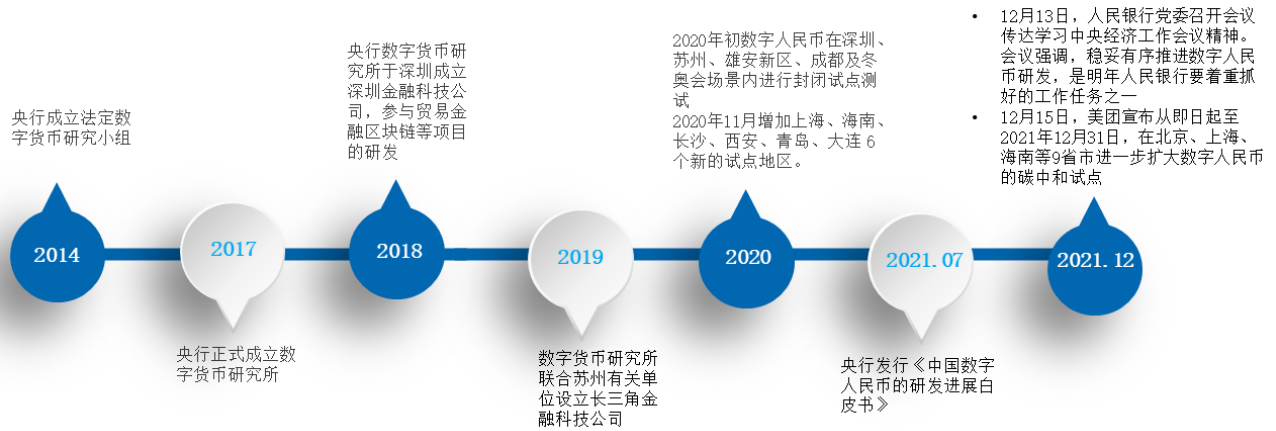 央行成立法定数
字货币研究小组
2014
2017
央行正式成立数
字货币研究所
央行数字货币研
究所于深圳成立
深圳金融科技公
司，参与贸易金
融区块链等项目
的研发
2018
2019
数字货币研究所
联合苏州有关单
位设立长三角金
融科技公司
2020年初数字人民币在深圳、
苏州、雄安新区、成都及冬
奥会场景内进行封闭试点测
试
2020年11月增加上海、海南、
长沙、西安、青岛、大连 6
个新的试点地区。
2020
2021.07
央行发行《中国数字
人民币的研发进展白
皮书》
• 12月13日，人民银行党委召开会议
传达学习中央经济工作会议精神。
会议强调，稳妥有序推进数字人民
币研发，是明年人民银行要着重抓
好的工作任务之一
• 12月15日，美团宣布从即日起至
2021年12月31日，在北京、上海、
海南等9省市进一步扩大数字人民币
的碳中和试点
2021.12